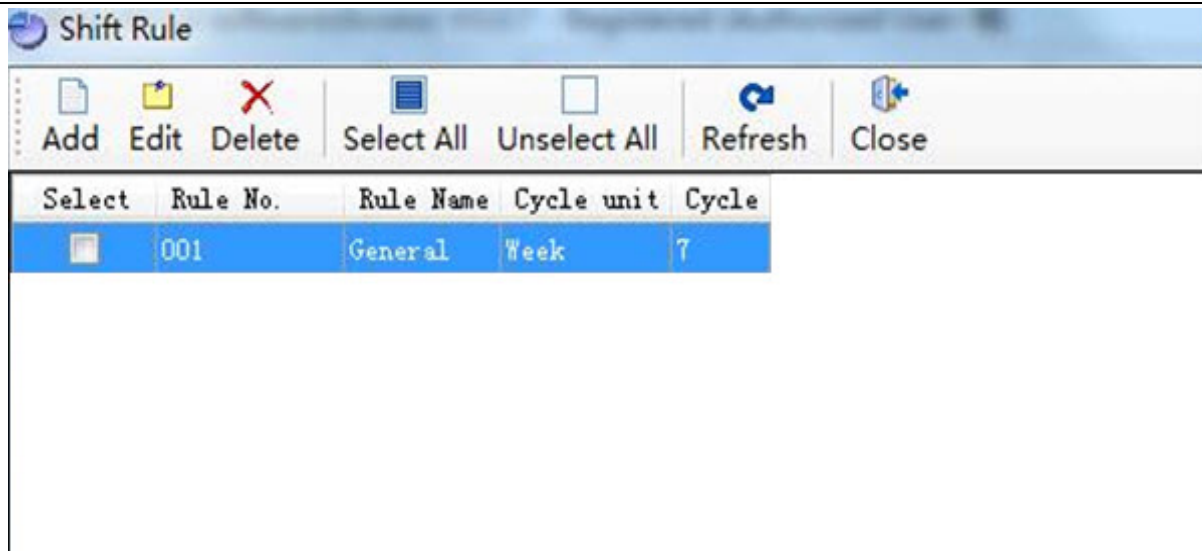 Shift Rule
Add Edit Delete Select All Unselect All Refresh Close
Select Rule No. Rule Name Cycle unit Cycle
001 General Week 7